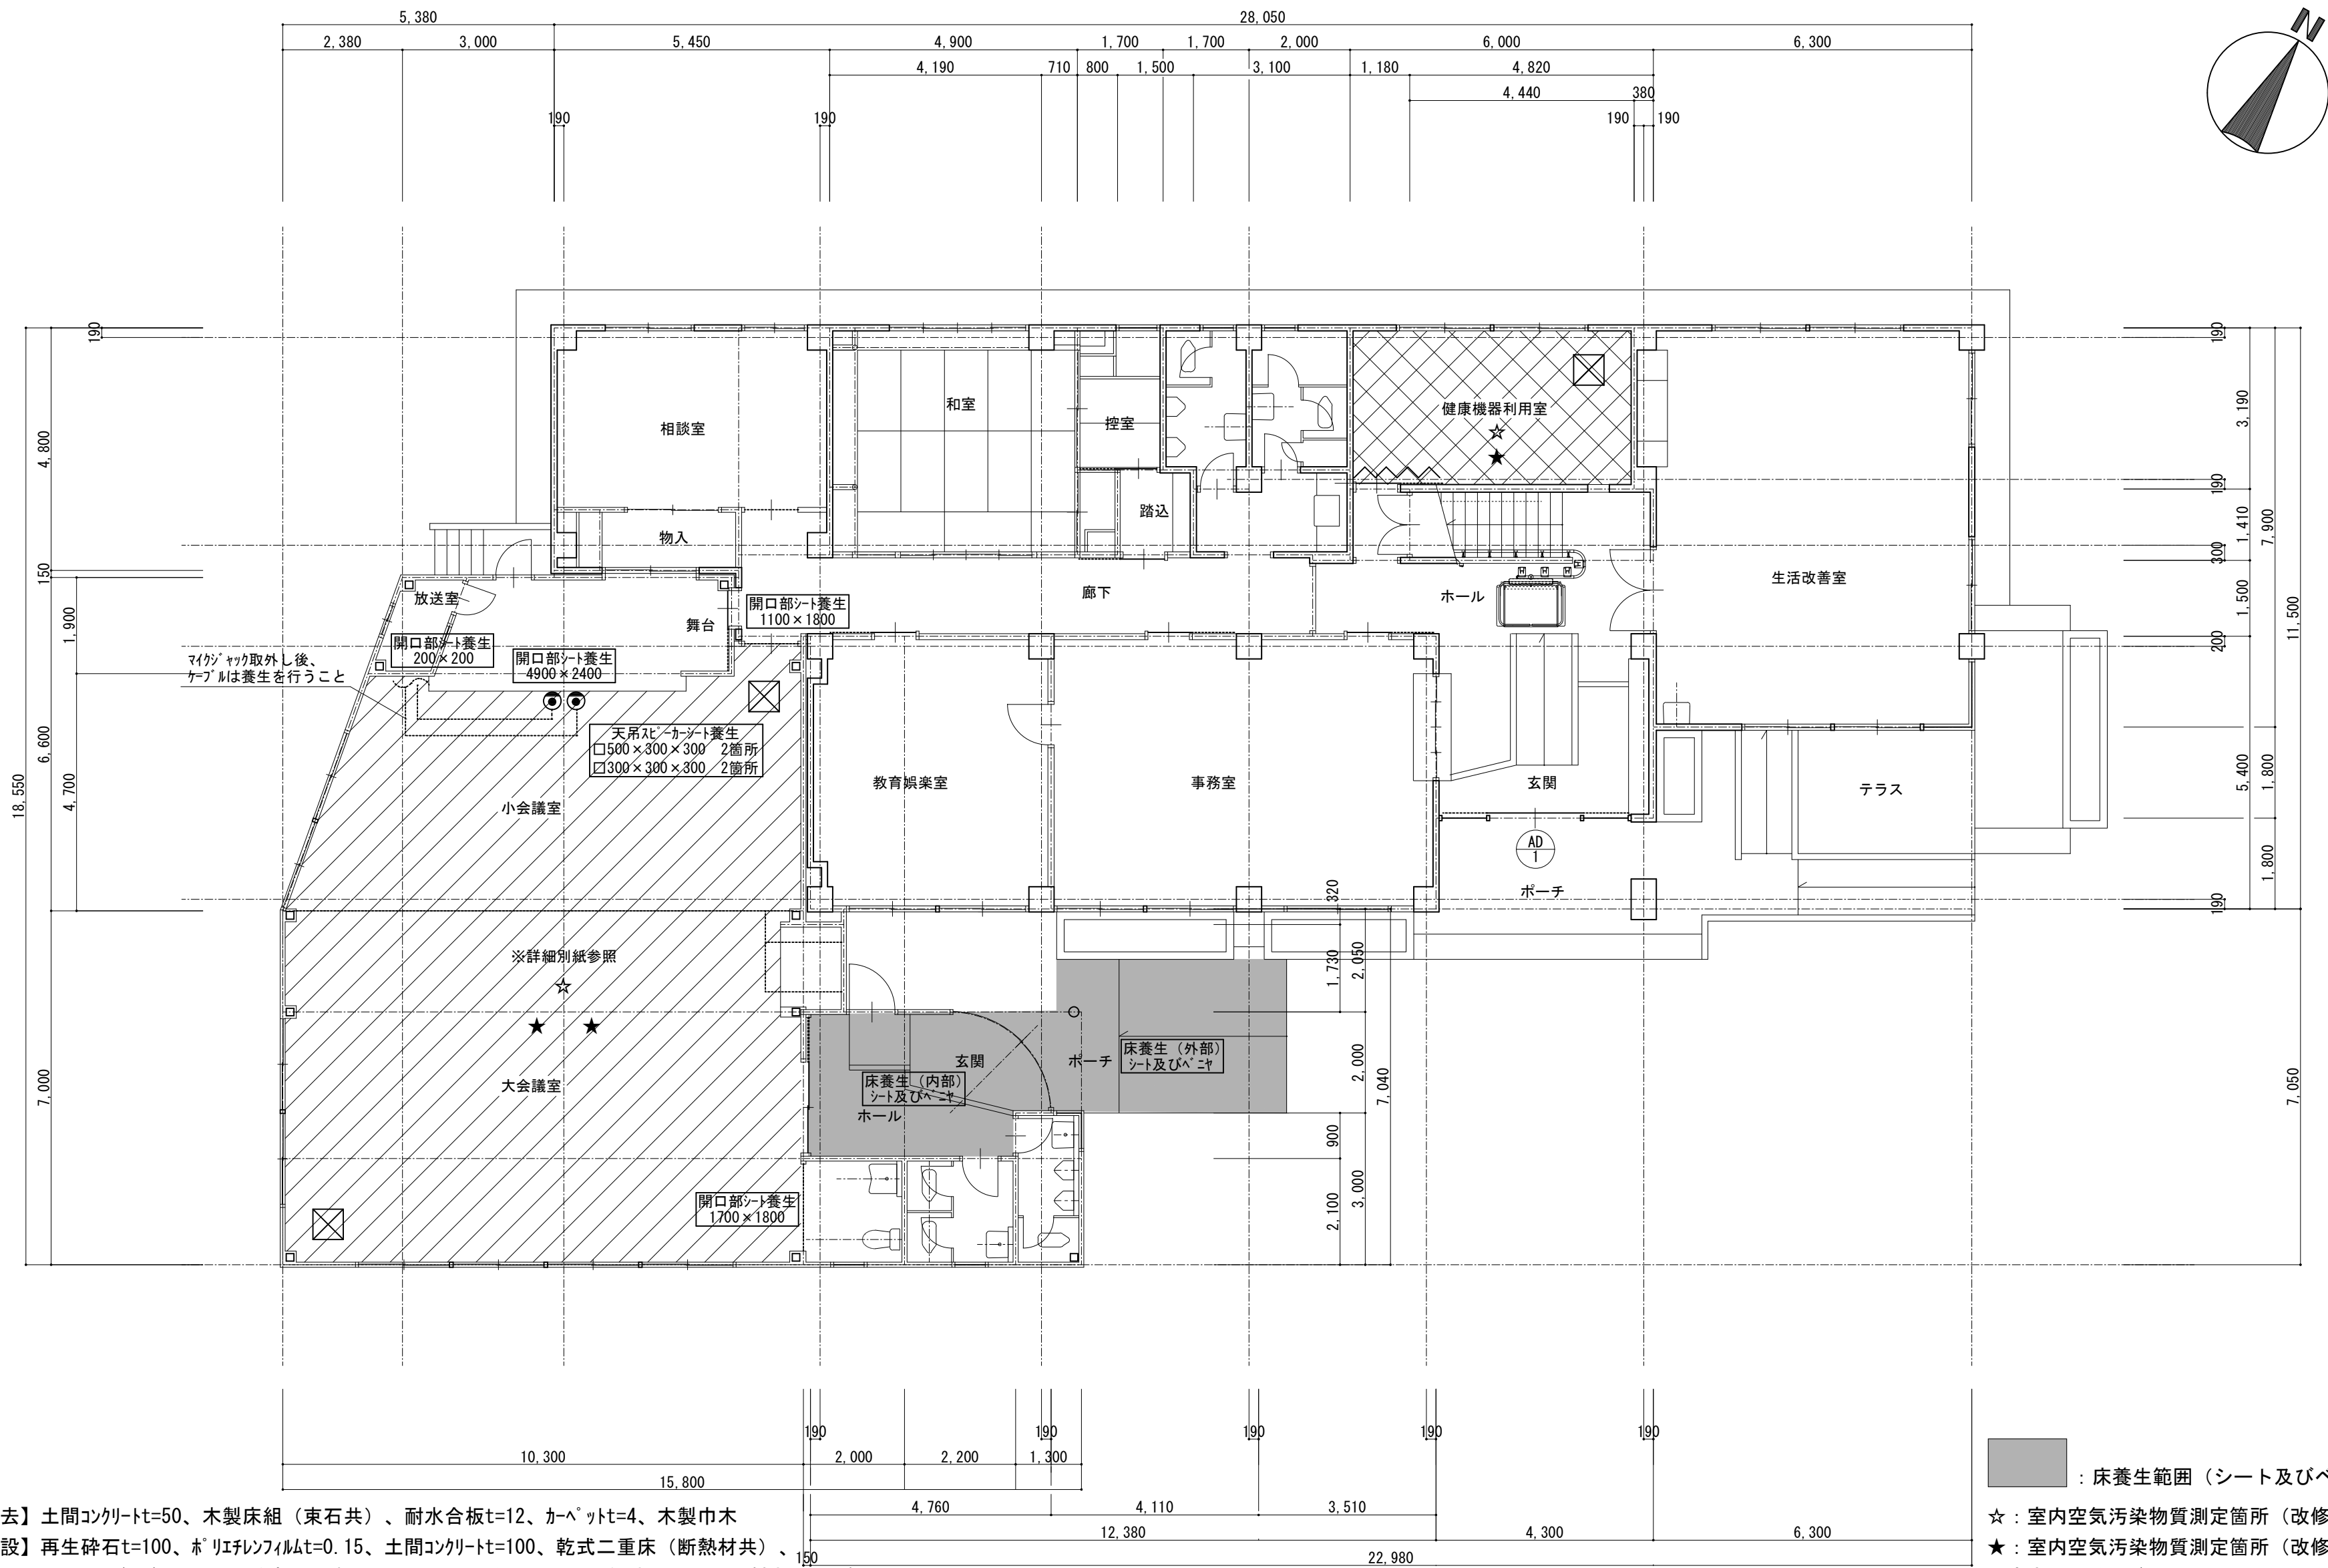 5,380
28,050
2,380
3,000
5,450
4,900
1,700
1,700
2,000
6,000
6,300
4,190
710
800
1,500
3,100
1,180
4,820
4,440
380
190
190
190
190
N
190
4,800
150
1,900
6,600
4,700
18,550
7,000
相談室
和室
控室
健康機器利用室
☆
★
踏込
物入
放送室
舞台
廊下
ホール
生活改善室
開口部シート養生
1100×1800
開口部シート養生
200×200
開口部シート養生
4900×2400
マイクジャック取外し後、
ケーブルは養生を行うこと
天吊スピーカーシート養生
□500×300×300 2箇所
□300×300×300 2箇所
小会議室
教育娯楽室
事務室
玄関
テラス
AD
1
ポーチ
※詳細別紙参照
☆
★ ★
大会議室
玄関
ポーチ
床養生(外部)
シート及びベニヤ
床養生(内部)
シート及びベニヤ
ホール
開口部シート養生
1700×1800
320
1,730
2,050
2,000
7,040
900
2,100
3,000
190
3,190
190
1,410
7,900
300
1,500
11,500
200
5,400
1,800
1,800
190
7,050
190
190
190
190
190
10,300
2,000
2,200
1,300
15,800
4,760
4,110
3,510
12,380
4,300
6,300
150
22,980
去】土間コンクリートt=50、木製床組(束石共)、耐水合板t=12、カーペットt=4、木製巾木
設】再生砕石t=100、ポリエチレンフィルムt=0.15、土間コンクリートt=100、乾式二重床(断熱材共)、
:床養生範囲(シート及びベ
☆:室内空気汚染物質測定箇所(改修
★:室内空気汚染物質測定箇所(改修